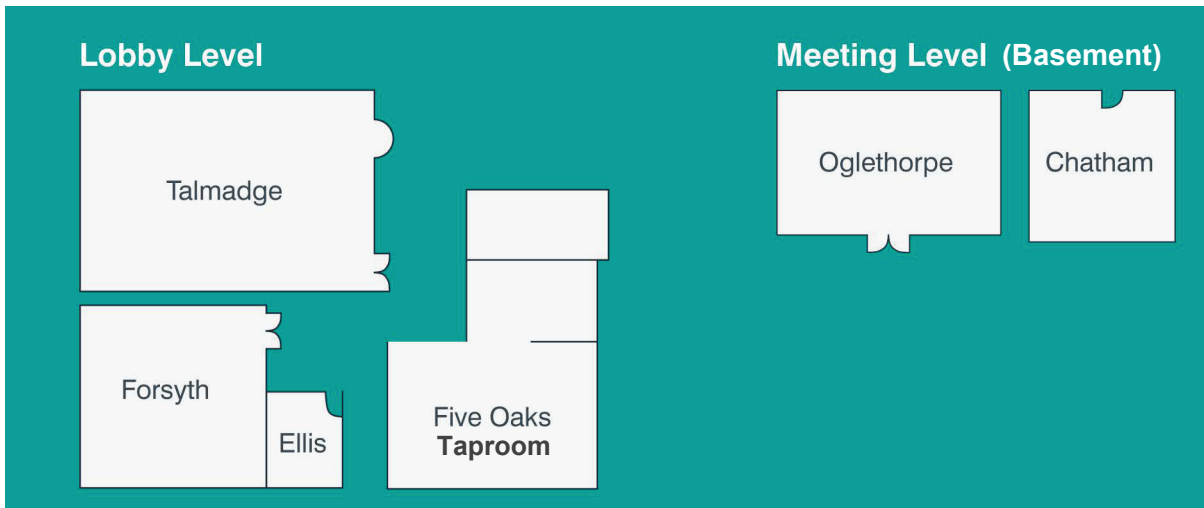 Lobby Level
Talmadge
Forsyth
Ellis
Five Oaks
Taproom
Meeting Level (Basement)
Oglethorpe
Chatham